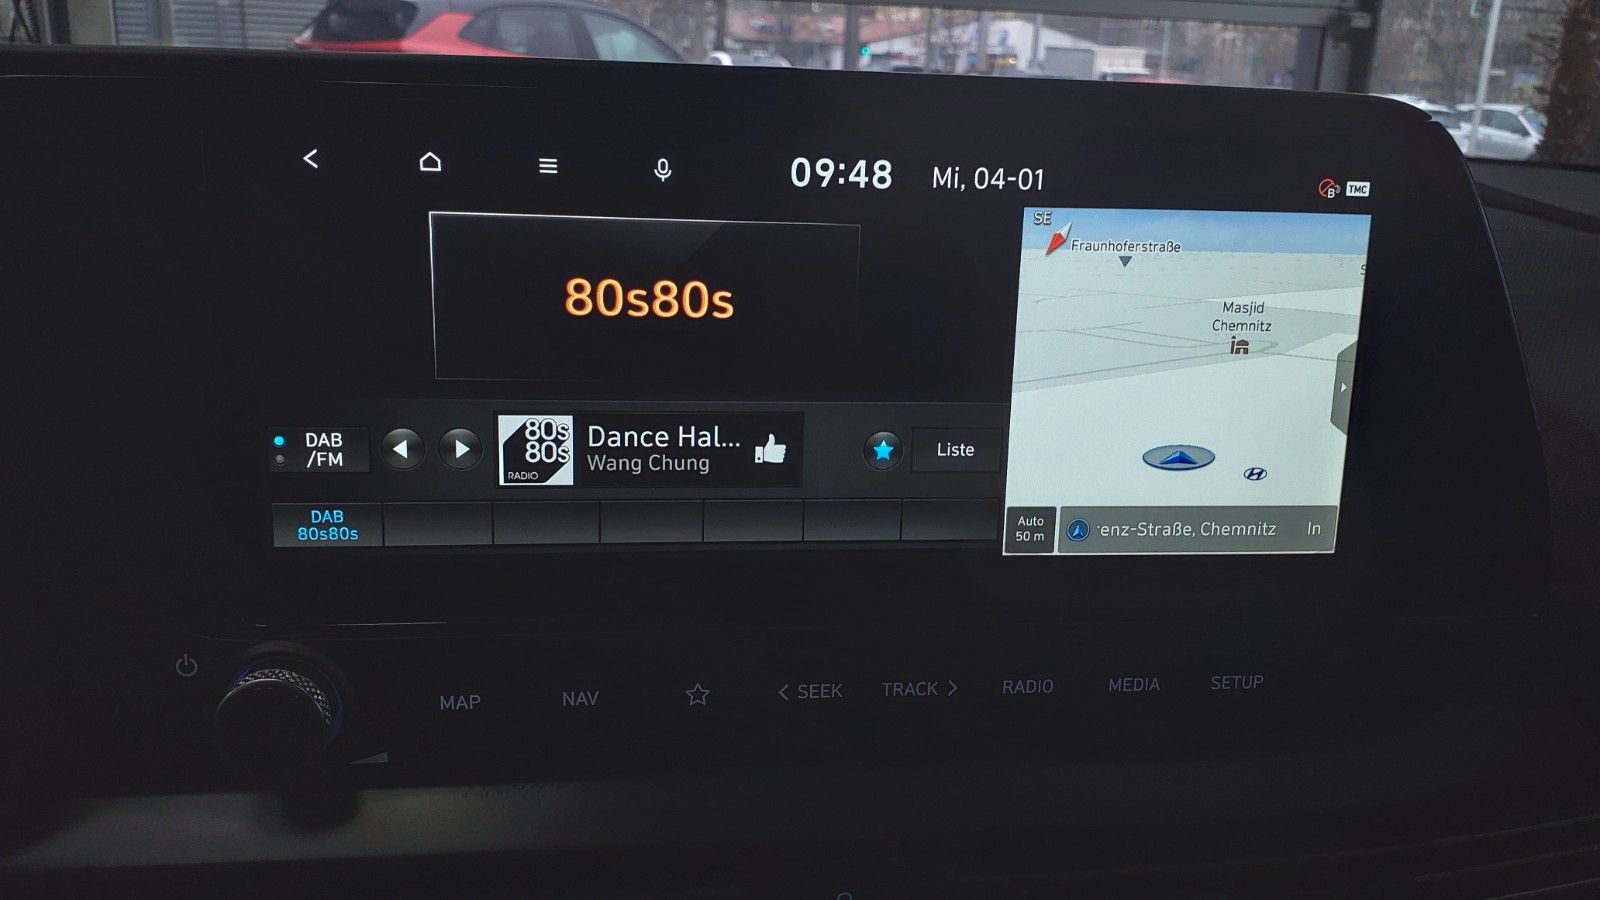 09:48 Mi, 04-01
B TMC
80s80s
SE
Fraunhoferstraße
Masjid
Chemnitz
DAB
/FM
80s
80s
RADIO
Dance Hal...
Wang Chung
Liste
DAB
80s80s
Auto
50 m
enz-Straße, Chemnitz In
MAP
NAV
< SEEK
TRACK >
RADIO
MEDIA
SETUP